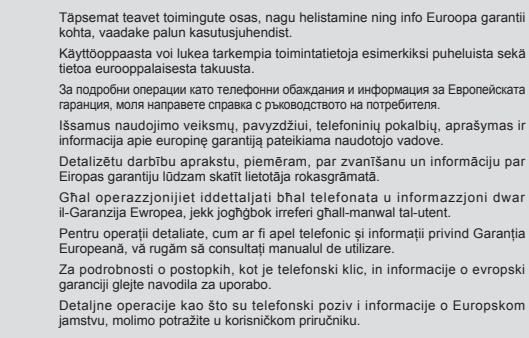 Täpsemat teavet toimingute osas, nagu helistamine ning info Euroopa garantii
kohta, vaadake palun kasutusjuhendist.
Käyttöoppaasta voi lukea tarkempia toimintatietoja esimerkiksi puheluista sekä
tietoa eurooppalaisesta takuusta.
За подробни операции като телефонни обаждания и информация за Европейската
гаранция, моля направете справка с ръководството на потребителя.
Išsamus naudojimo veiksmų, pavyzdžiui, telefoninių pokalbių, aprašymas ir
informacija apie europinę garantiją pateikiama naudotojo vadove.
Detalizētu darbību aprakstu, piemēram, par zvanīšanu un informāciju par
Eiropas garantiju lūdzam skatīt lietotāja rokasgrāmatā.
Għal operazzjonijiet iddettaljati bħal telefonata u informazzjoni dwar
il-Garanzija Ewropea, jekk jogħġbok irreferi għall-manwal tal-utent.
Pentru operații detaliate, cum ar fi apel telefonic și informații privind Garanția
Europeană, vă rugăm să consultați manualul de utilizare.
Za podrobnosti o postopkih, kot je telefonski klic, in informacije o evropski
garanciji glejte navodila za uporabo.
Detaljne operacije kao što su telefonski poziv i informacije o Europskom
jamstvu, molimo potražite u korisničkom priručniku.